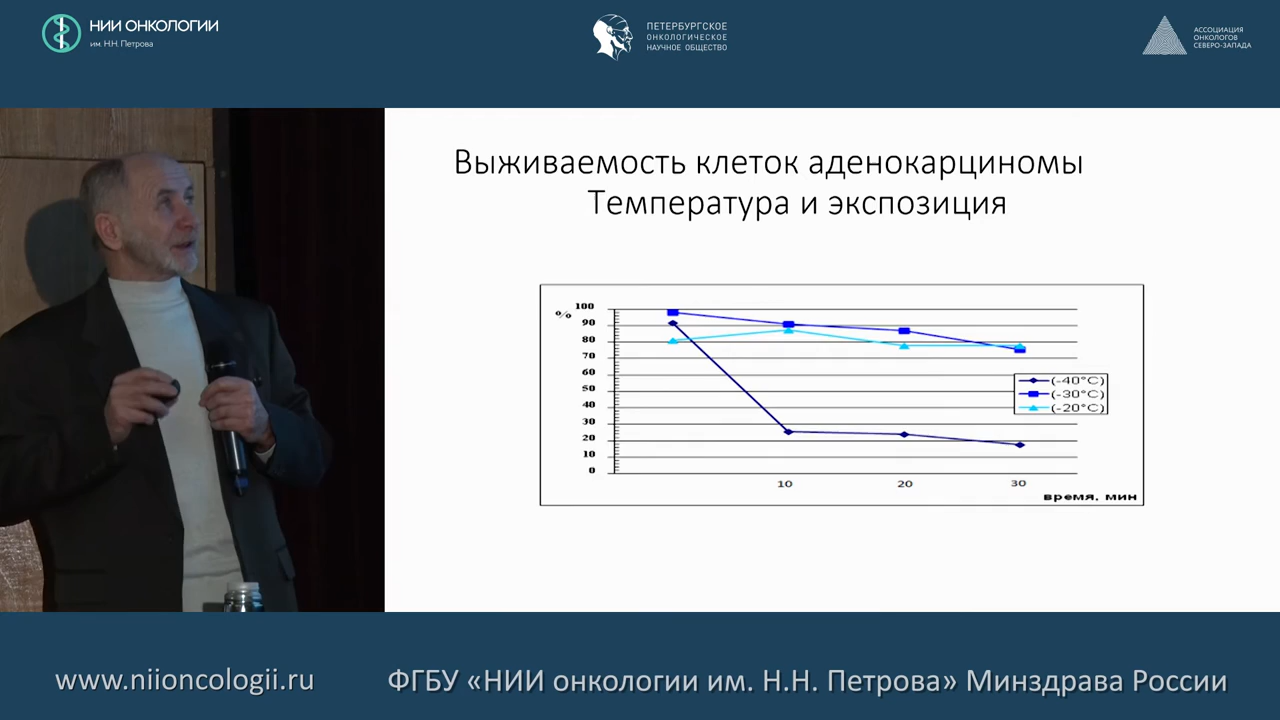 НИИ ОНКОЛОГИИ
им. Н.Н. Петрова
ПЕТЕРБУРГСКОЕ
ОНКОЛОГИЧЕСКОЕ
НАУЧНОЕ ОБЩЕСТВО
АССОЦИАЦИЯ
ОНКОЛОГОВ
СЕВЕРО-ЗАПАДА
Выживаемость клеток аденокарциномы
Температура и экспозиция
%
100
90
80
70
60
50
40
30
20
10
0
(-40°C)
(-30°C)
(-20°C)
10 20 30
время, мин
www.niioncologii.ru
ФГБУ «НИИ онкологии им. Н.Н. Петрова» Минздрава России